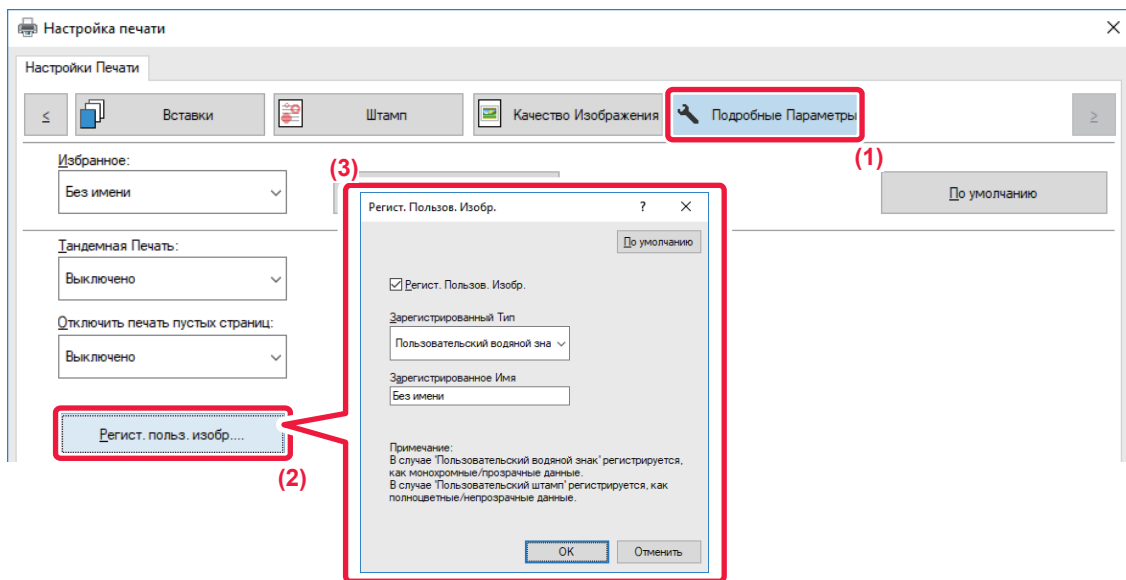 Настройка печати
Настройки Печати
<
Вставки
Штамп
Качество Изображения
Подробные Параметры
>
(1)
Избранное:
Без имени
По умолчанию
Тандемная Печать:
Выключено
Отключить печать пустых страниц:
Выключено
Регист. польз. изобр....
(2)
(3)
Регист. Пользов. Изобр.
?
По умолчанию
Регист. Пользов. Изобр.
Зарегистрированный Тип
Пользовательский водяной зна
Зарегистрированное Имя
Без имени
Примечание:
В случае 'Пользовательский водяной знак' регистрируется,
как монохромные/прозрачные данные.
В случае 'Пользовательский штамп' регистрируется, как
полноцветные/непрозрачные данные.
OK
Отменить